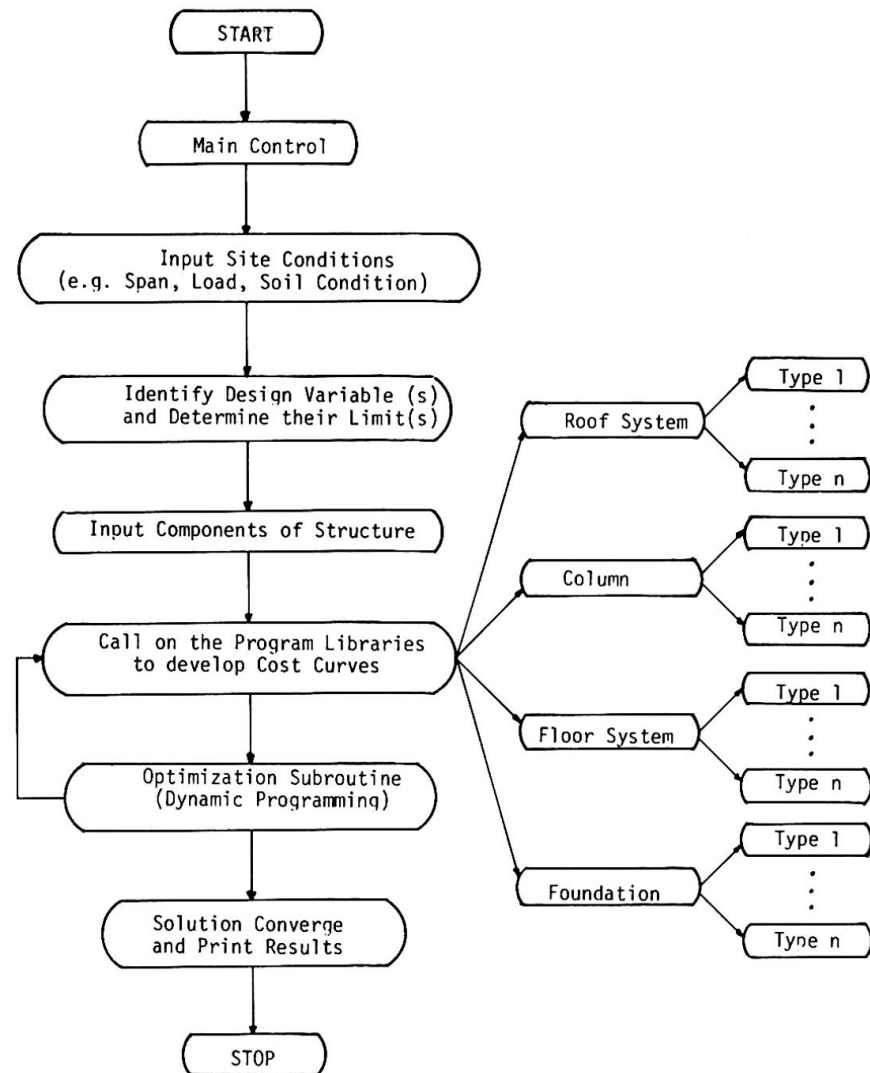 START
Main Control
Input Site Conditions
(e.g. Span, Load, Soil Condition)
Identify Design Variable (s)
and Determine their Limit(s)
Input Components of Structure
Call on the Program Libraries
to develop Cost Curves
Optimization Subroutine
(Dynamic Programming)
Solution Converge
and Print Results
STOP
Roof System
Type 1
Type n
Column
Type 1
Type n
Floor System
Type 1
Type n
Foundation
Type 1
Type n